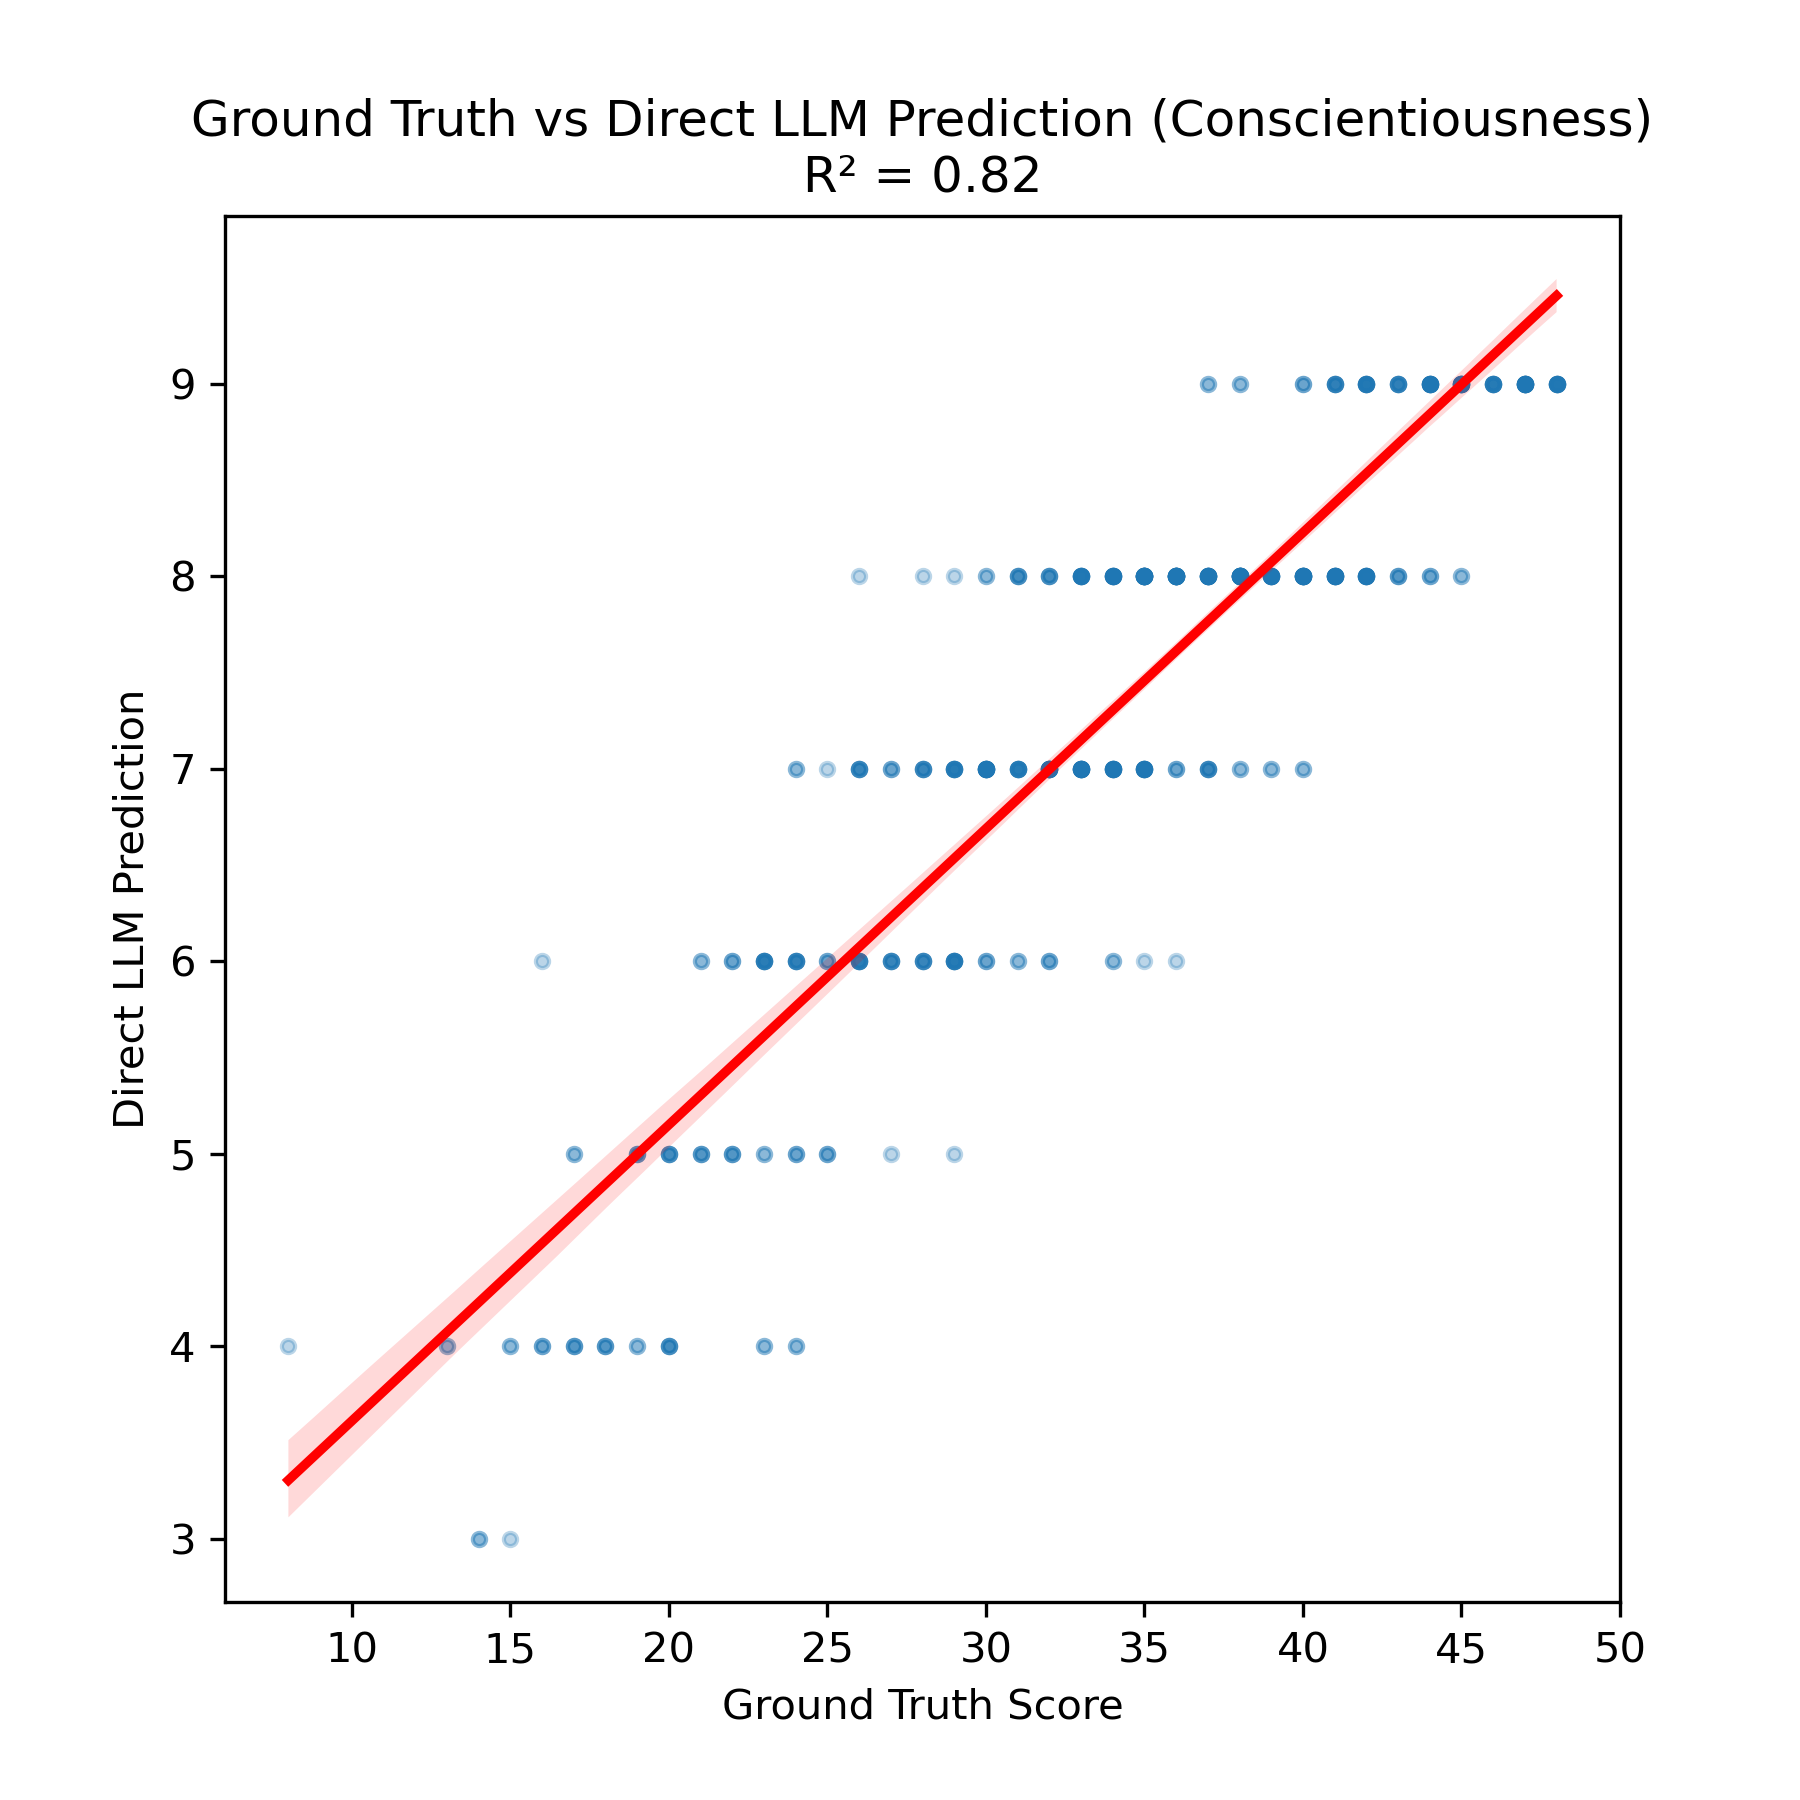 Ground Truth vs Direct LLM Prediction (Conscientiousness)
R² = 0.82
Direct LLM Prediction
9
8
7
6
5
4
3
10 15 20 25 30 35 40 45 50
Ground Truth Score